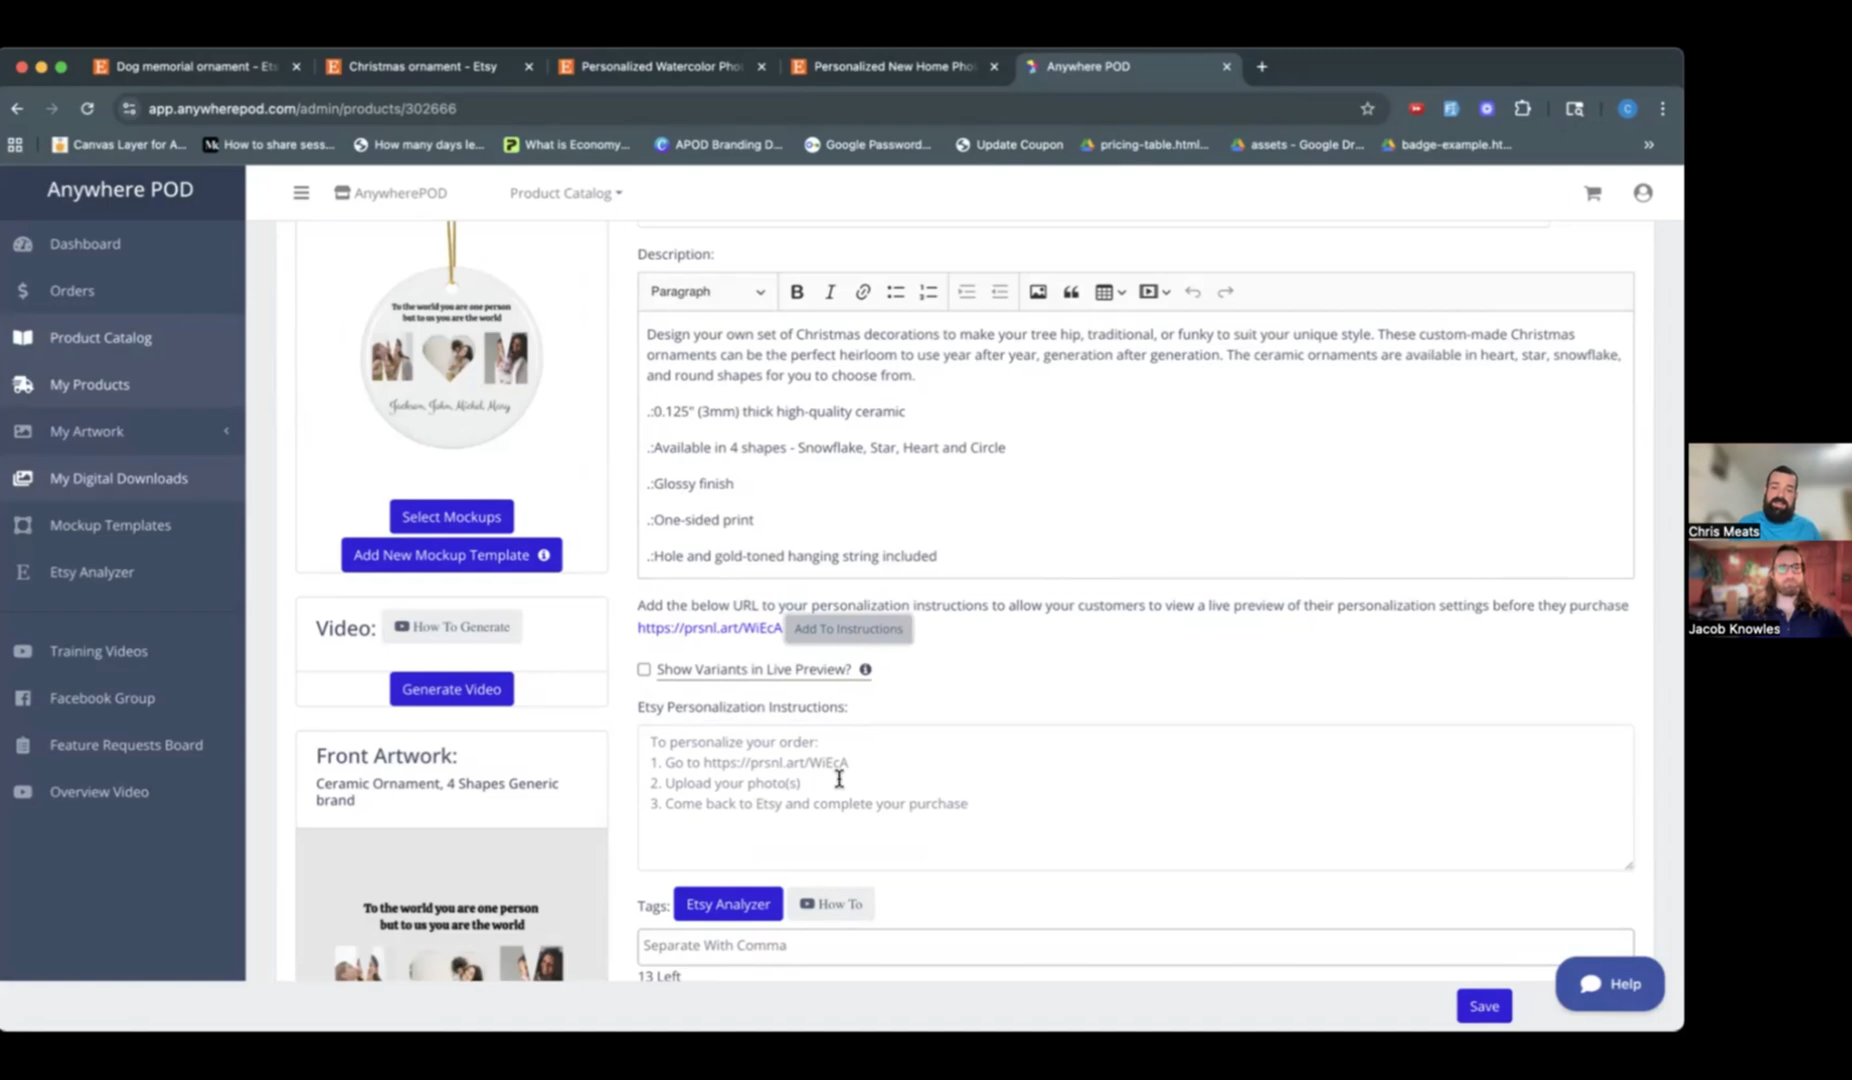 Dog memorial ornament - Ets
Christmas ornament - Etsy
Personalized Watercolor Pho
Personalized New Home Pho
Anywhere POD
app.anywherepod.com/admin/products/302666
Canvas Layer for A...
How to share sess...
How many days le...
What is Economy...
APOD Branding D...
Google Password...
Update Coupon
pricing-table.html...
assets - Google Dr...
badge-example.ht...
Anywhere POD
AnywherePOD
Product Catalog
Dashboard
Orders
Product Catalog
My Products
My Artwork
My Digital Downloads
Mockup Templates
Etsy Analyzer
Training Videos
Facebook Group
Feature Requests Board
Overview Video
To the world you are one person
but to us you are the world
M M
Jackson, John, Michel, Mary
Select Mockups
Add New Mockup Template
Video: How To Generate
Generate Video
Front Artwork:
Ceramic Ornament, 4 Shapes Generic
brand
To the world you are one person
but to us you are the world
Description:
Paragraph
Design your own set of Christmas decorations to make your tree hip, traditional, or funky to suit your unique style. These custom-made Christmas
ornaments can be the perfect heirloom to use year after year, generation after generation. The ceramic ornaments are available in heart, star, snowflake,
and round shapes for you to choose from.
.:0.125" (3mm) thick high-quality ceramic
.:Available in 4 shapes - Snowflake, Star, Heart and Circle
.:Glossy finish
.:One-sided print
.:Hole and gold-toned hanging string included
Add the below URL to your personalization instructions to allow your customers to view a live preview of their personalization settings before they purchase
https://prsnl.art/WiEcA Add To Instructions
Show Variants in Live Preview?
Etsy Personalization Instructions:
To personalize your order:
1. Go to https://prsnl.art/WiEcA
2. Upload your photo(s)
3. Come back to Etsy and complete your purchase
Tags: Etsy Analyzer How To
Separate With Comma
13 Left
Help
Save
Chris Meats
Jacob Knowles